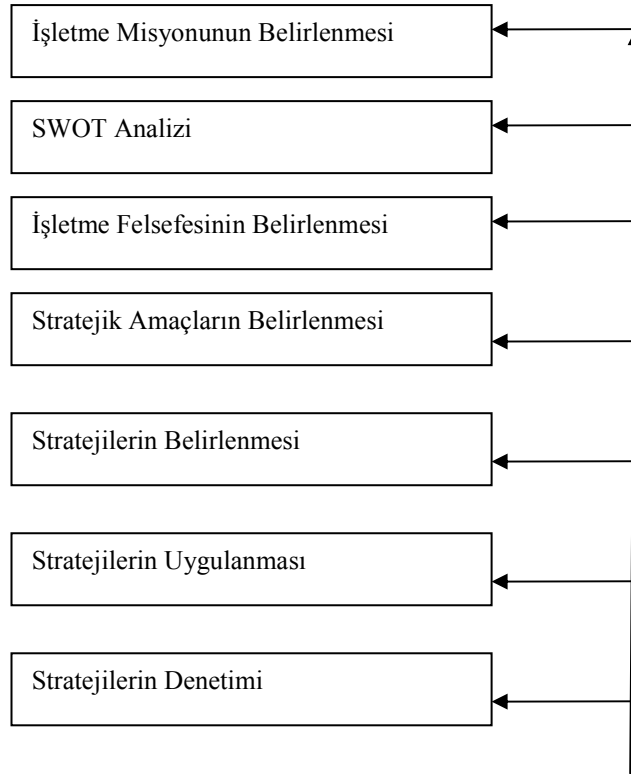 İşletme Misyonunun Belirlenmesi
SWOT Analizi
İşletme Felsefesinin Belirlenmesi
Stratejik Amaçların Belirlenmesi
Stratejilerin Belirlenmesi
Stratejilerin Uygulanması
Stratejilerin Denetimi